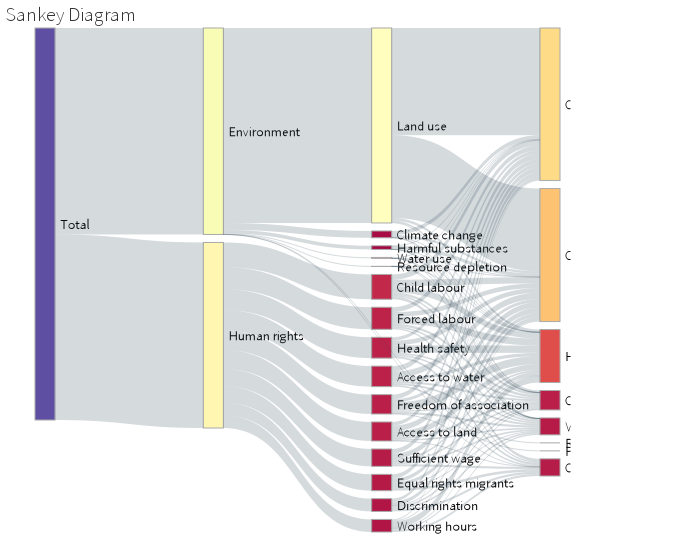 Sankey Diagram
Total
Environment
Human rights
Land use
Climate change
Harmful substances
Water use
Resource depletion
Child labour
Forced labour
Health safety
Access to water
Freedom of association
Access to land
Sufficient wage
Equal rights migrants
Discrimination
Working hours